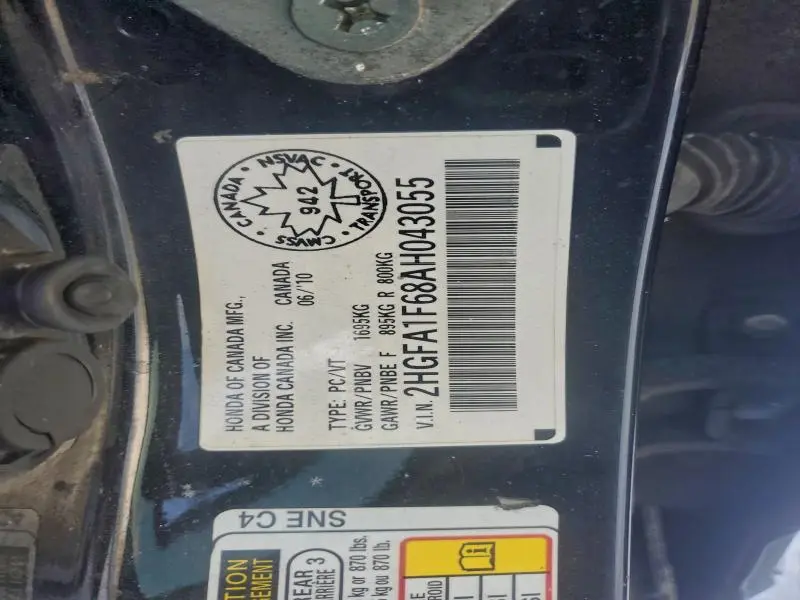 HONDA OF CANADA MFG.,
A DIVISION OF
HONDA CANADA INC. CANADA
06/'10
CANADA · NSVAC · TRANSPORT · CMVSS
942
TYPE: PC/VT
GVWR/PNBV 1695KG
GAWR/PNBE F 895KG R 800KG
V.I.N. 2HGFA1F68AH043055
SNE C4
REAR 3
ARRIÈRE
kg or 870 lbs.
kg ou 870 lb.